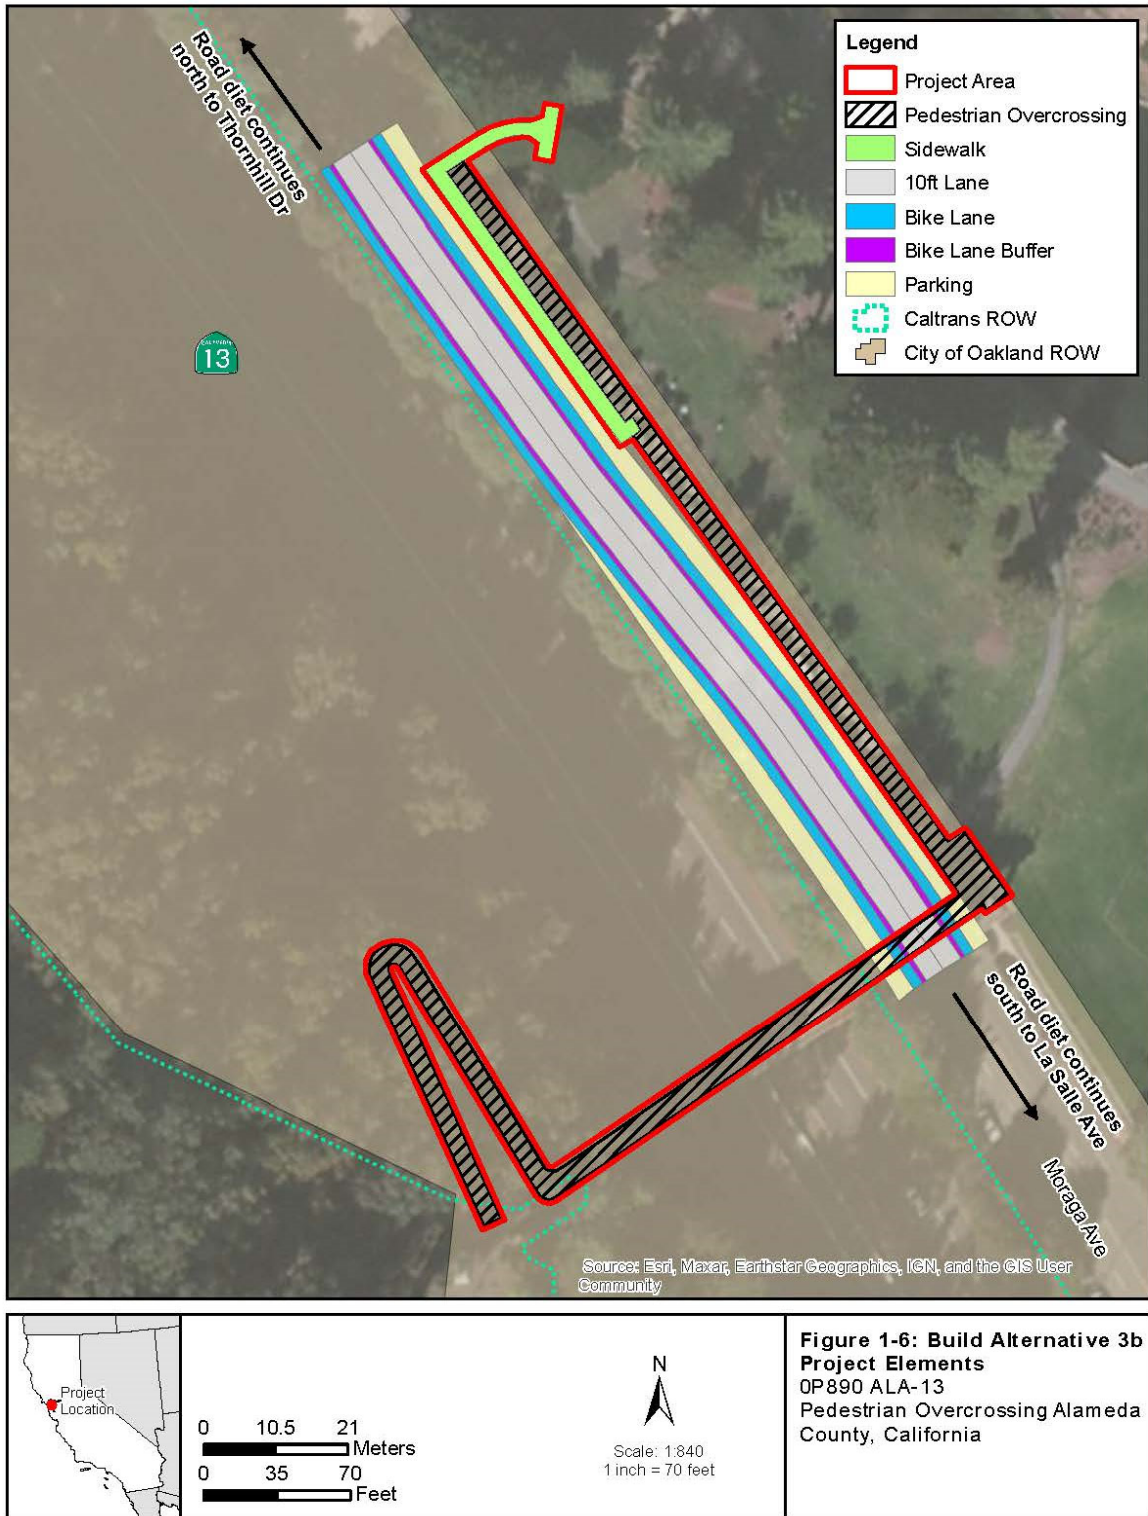 Road diet continues
north to Thornhill Dr
Legend
Project Area
Pedestrian Overcrossing
Sidewalk
10ft Lane
Bike Lane
Bike Lane Buffer
Parking
Caltrans ROW
City of Oakland ROW
CALIFORNIA
13
Road diet continues
south to La Salle Ave
Moraga Ave
Source: Esri, Maxar, Earthstar Geographics, IGN, and the GIS User
Community
Project
Location
0 10.5 21
Meters
0 35 70
Feet
N
Scale: 1:840
1 inch = 70 feet
Figure 1-6: Build Alternative 3b
Project Elements
0P890 ALA-13
Pedestrian Overcrossing Alameda
County, California